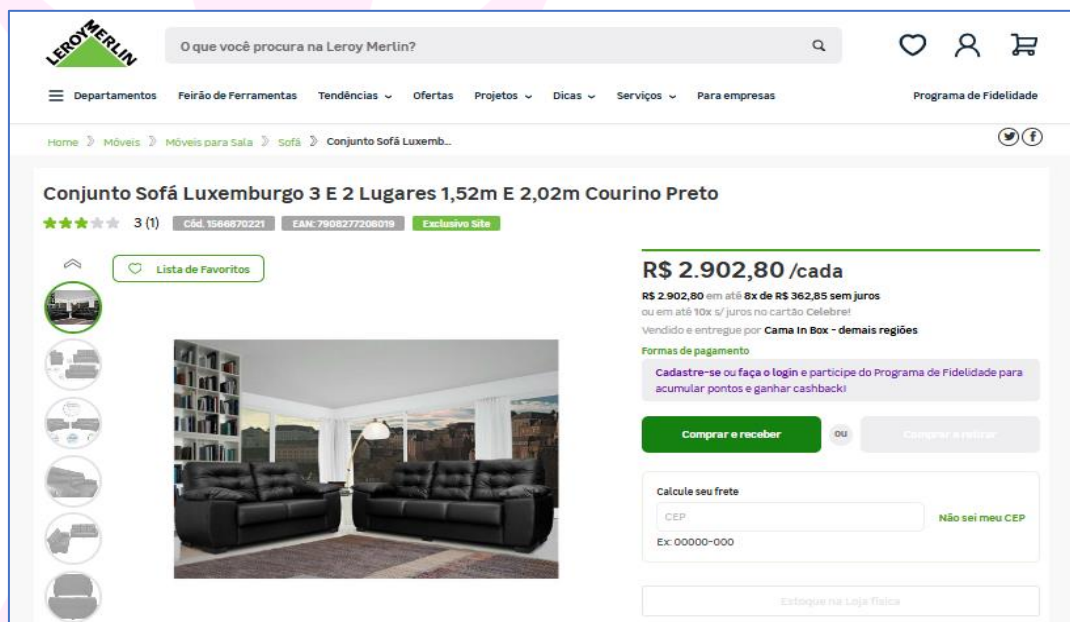 LEROY MERLIN
O que você procura na Leroy Merlin?
Departamentos Feirão de Ferramentas Tendências Ofertas Projetos Dicas Serviços Para empresas Programa de Fidelidade
Home Móveis Móveis para Sala Sofá Conjunto Sofá Luxemb...
Conjunto Sofá Luxemburgo 3 E 2 Lugares 1,52m E 2,02m Courino Preto
3 (1) Cód. 1566870221 EAN: 7908277208019 Exclusivo Site
Lista de Favoritos
R$ 2.902,80 /cada
R$ 2.902,80 em até 8x de R$ 362,85 sem juros
ou em até 10x s/ juros no cartão Celebre!
Vendido e entregue por Cama In Box - demais regiões
Formas de pagamento
Cadastre-se ou faça o login e participe do Programa de Fidelidade para
acumular pontos e ganhar cashback!
Comprar e receber ou Comprar e retirar
Calcule seu frete
CEP Não sei meu CEP
Ex: 00000-000
Estoque na Loja física